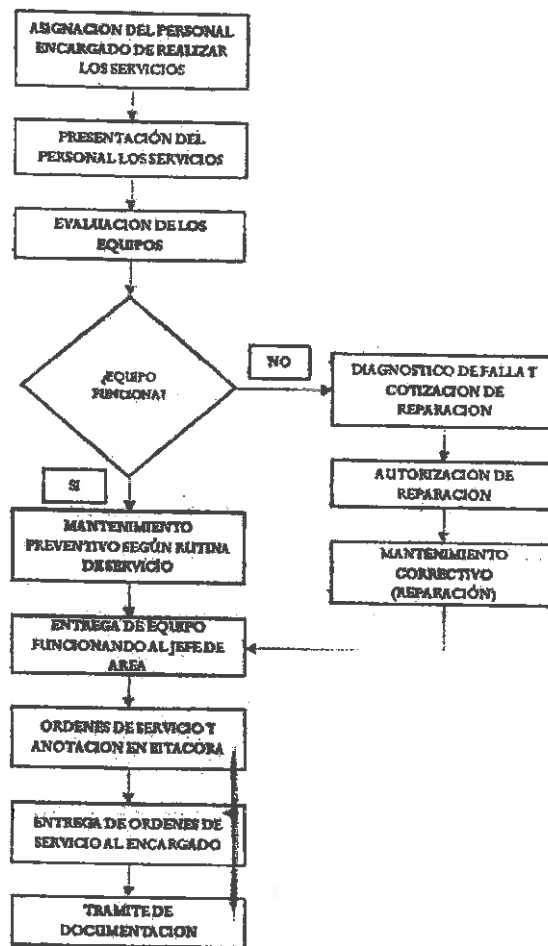 ASIGNACION DEL PERSONAL
ENCARGADO DE REALIZAR
LOS SERVICIOS
PRESENTACIÓN DEL
PERSONAL LOS SERVICIOS
EVALUACION DE LOS
EQUIPOS
¿EQUIPO
FUNCIONA?
NO
DIAGNOSTICO DE FALLA Y
COTIZACION DE
REPARACION
AUTORIZACION DE
REPARACION
MANTENIMIENTO
CORRECTIVO
(REPARACIÓN)
SI
MANTENIMIENTO
PREVENTIVO SEGÚN RUTINA
DE SERVICIO
ENTREGA DE EQUIPO
FUNCIONANDO AL JEFE DE
AREA
ORDENES DE SERVICIO Y
ANOTACION EN BITACORA
ENTREGA DE ORDENES DE
SERVICIO AL ENCARGADO
TRAMITE DE
DOCUMENTACION